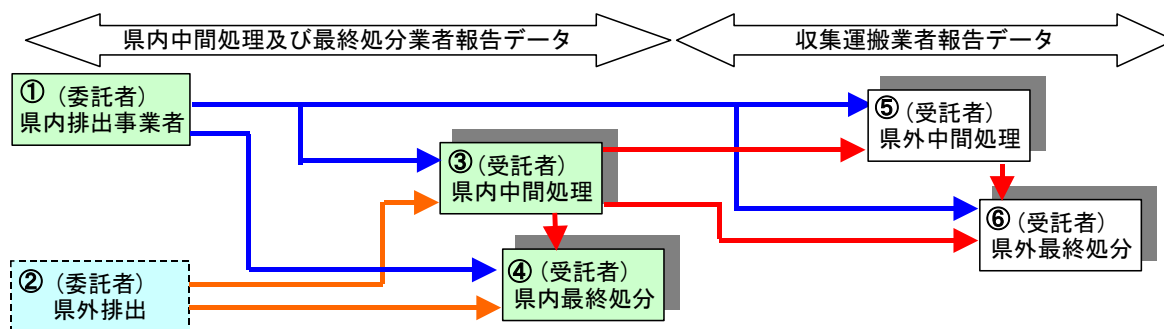 県内中間処理及び最終処分業者報告データ
収集運搬業者報告データ
① (委託者)
県内排出事業者
② (委託者)
県外排出
③ (受託者)
県内中間処理
④ (受託者)
県内最終処分
⑤ (受託者)
県外中間処理
⑥ (受託者)
県外最終処分